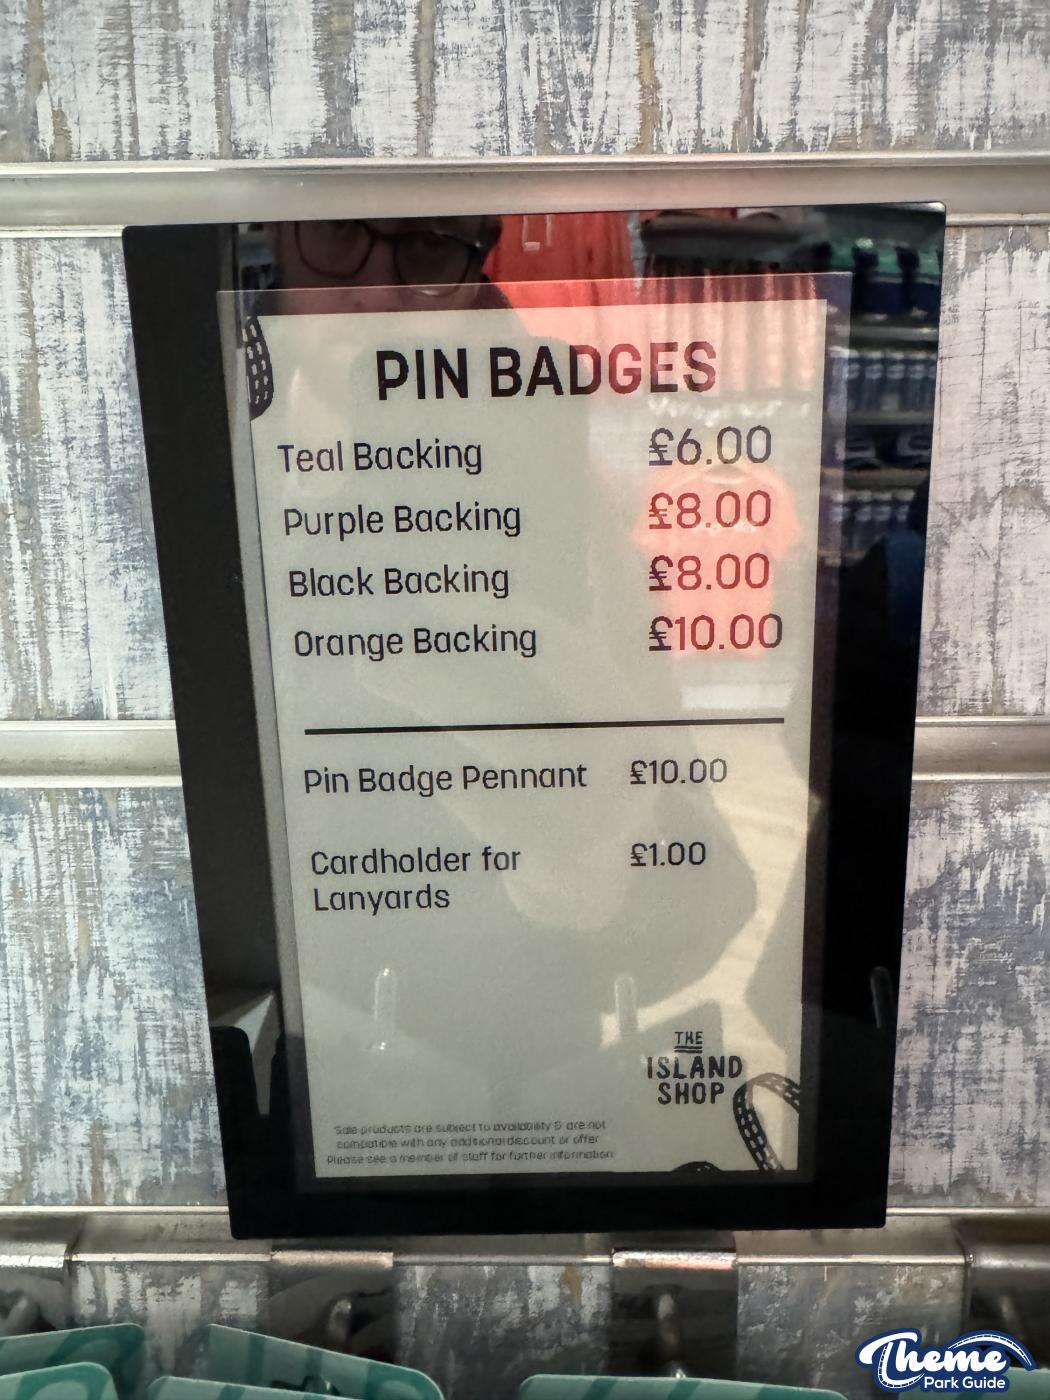 PIN BADGES
Teal Backing £6.00
Purple Backing £8.00
Black Backing £8.00
Orange Backing £10.00
Pin Badge Pennant £10.00
Cardholder for £1.00
Lanyards
THE
ISLAND
SHOP
Sale products are subject to availability & are not
compatible with any additional discount or offer
Please see a member of staff for further information
Theme
Park Guide